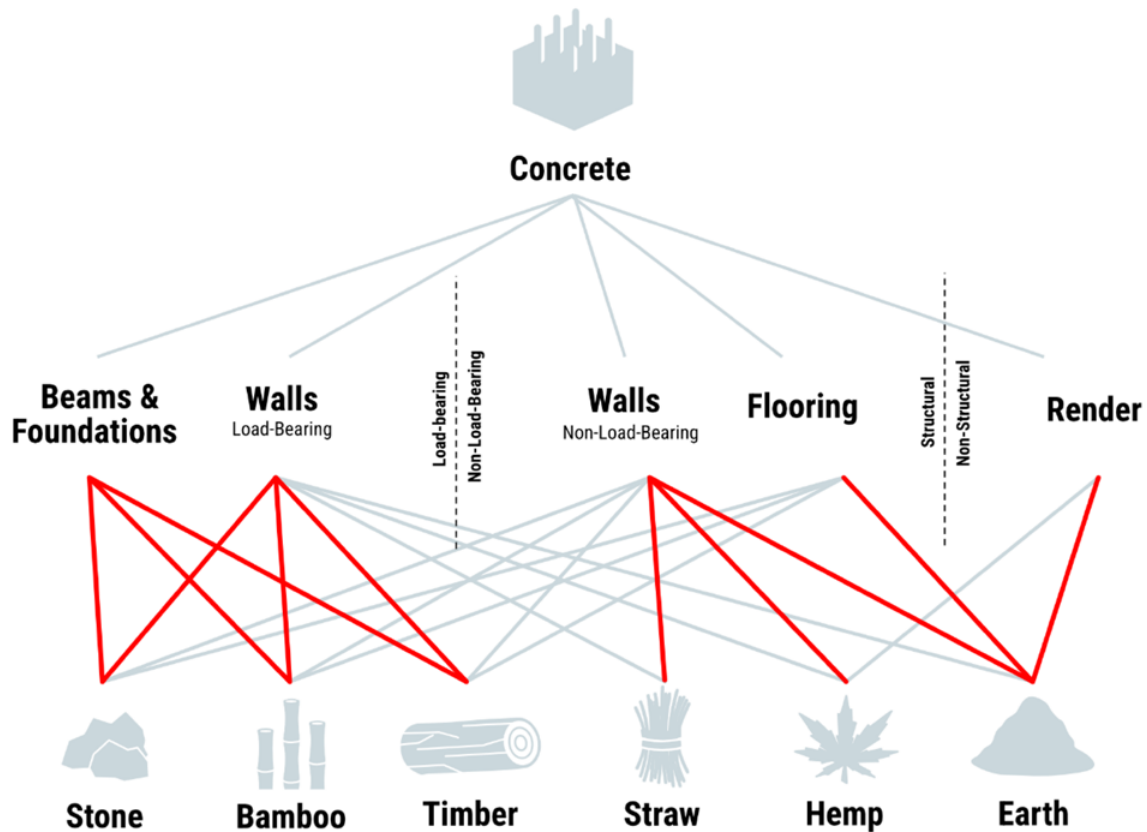 Concrete
Beams &
Foundations
Walls
Load-Bearing
Load-bearing
Non-Load-Bearing
Walls
Non-Load-Bearing
Flooring
Structural
Non-Structural
Render
Stone
Bamboo
Timber
Straw
Hemp
Earth